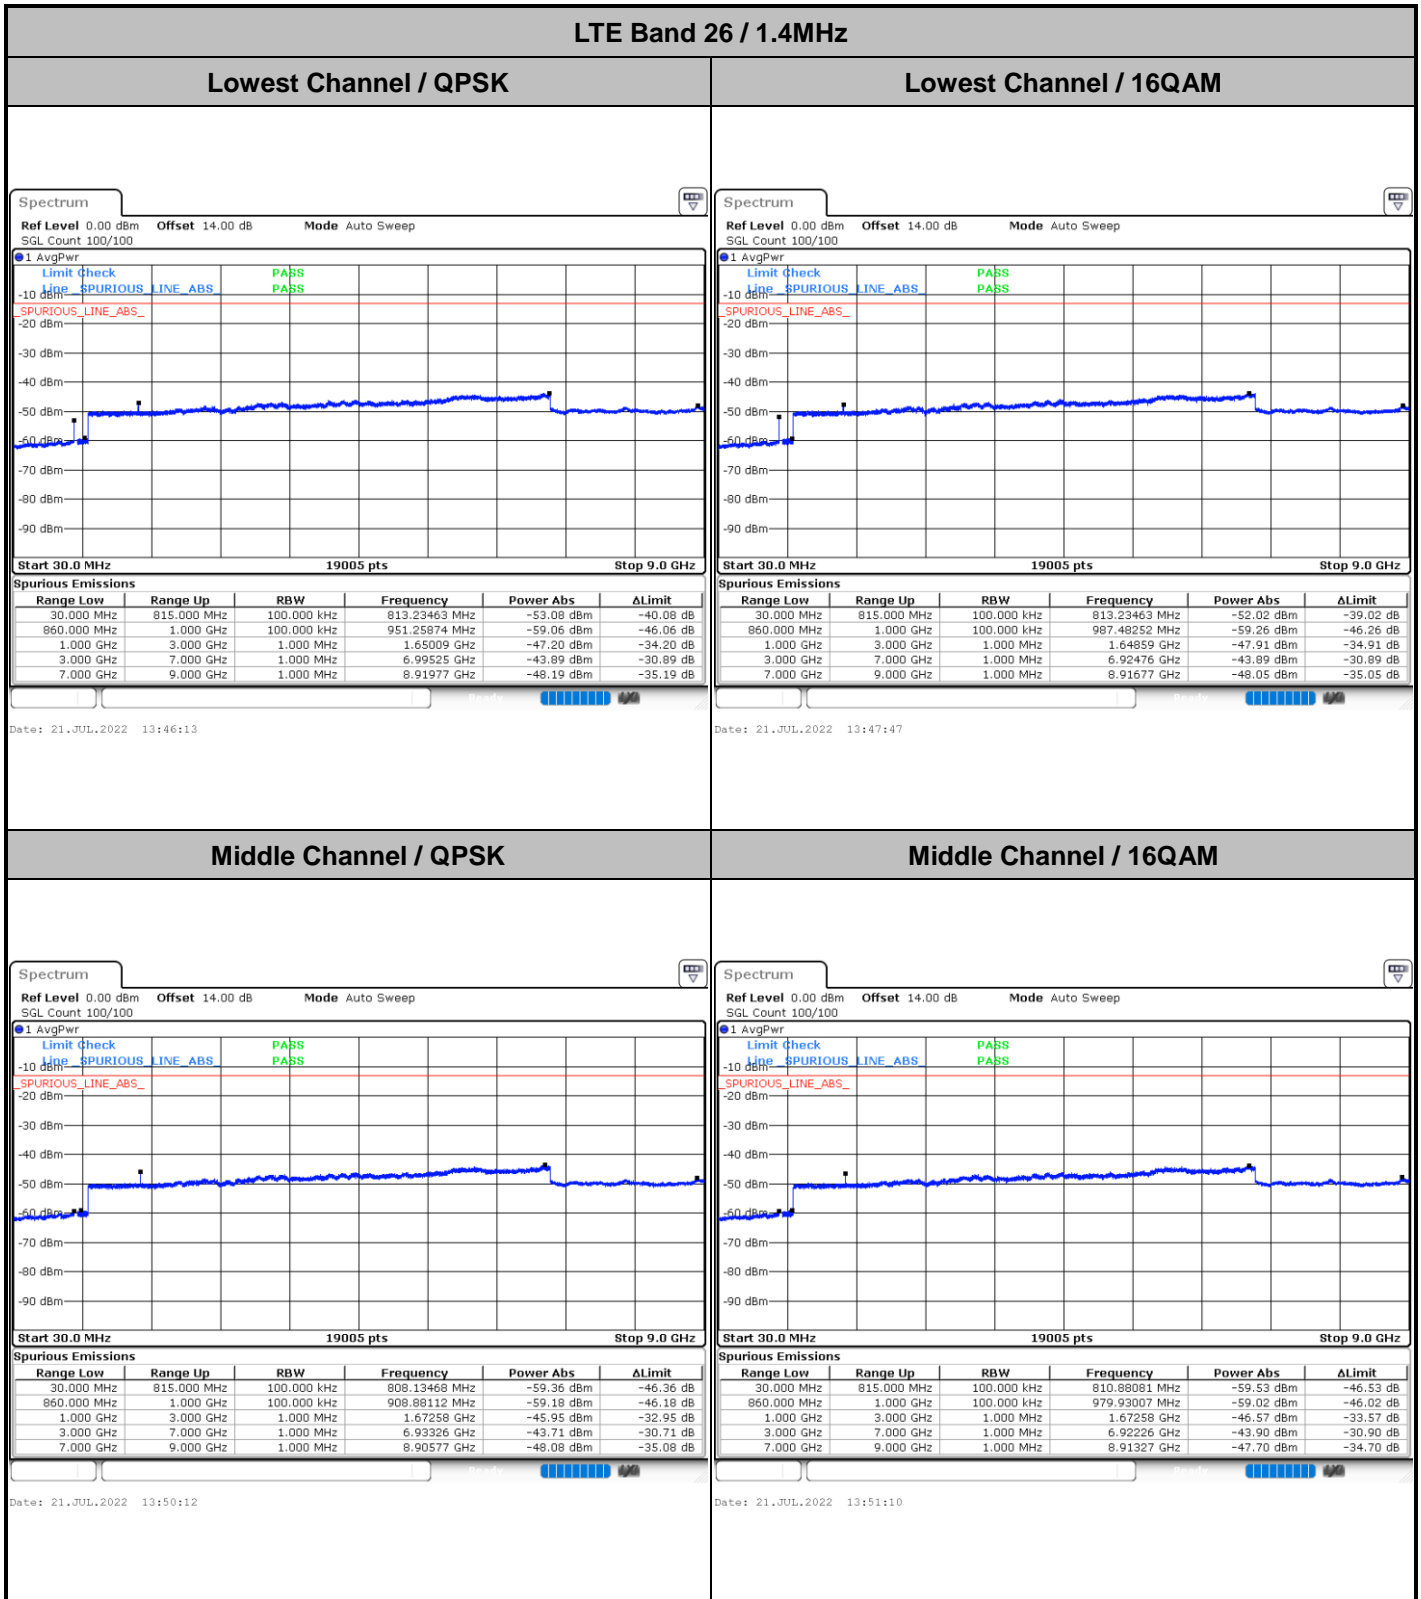 LTE Band 26 / 1.4MHz
Lowest Channel / QPSK
Lowest Channel / 16QAM
Spectrum
Ref Level 0.00 dBm Offset 14.00 dB Mode Auto Sweep
SGL Count 100/100
1 AvgPwr
Limit Check PASS
Line _SPURIOUS_LINE_ABS_ PASS
-10 dBm
_SPURIOUS_LINE_ABS_
-20 dBm
-30 dBm
-40 dBm
-50 dBm
-60 dBm
-70 dBm
-80 dBm
-90 dBm
Start 30.0 MHz 19005 pts Stop 9.0 GHz
Spurious Emissions
Range Low Range Up RBW Frequency Power Abs ΔLimit
30.000 MHz 815.000 MHz 100.000 kHz 813.23463 MHz -53.08 dBm -40.08 dB
860.000 MHz 1.000 GHz 100.000 kHz 951.25874 MHz -59.06 dBm -46.06 dB
1.000 GHz 3.000 GHz 1.000 MHz 1.65009 GHz -47.20 dBm -34.20 dB
3.000 GHz 7.000 GHz 1.000 MHz 6.99525 GHz -43.89 dBm -30.89 dB
7.000 GHz 9.000 GHz 1.000 MHz 8.91977 GHz -48.19 dBm -35.19 dB
Date: 21.JUL.2022 13:46:13
Spectrum
Ref Level 0.00 dBm Offset 14.00 dB Mode Auto Sweep
SGL Count 100/100
1 AvgPwr
Limit Check PASS
Line _SPURIOUS_LINE_ABS_ PASS
-10 dBm
_SPURIOUS_LINE_ABS_
-20 dBm
-30 dBm
-40 dBm
-50 dBm
-60 dBm
-70 dBm
-80 dBm
-90 dBm
Start 30.0 MHz 19005 pts Stop 9.0 GHz
Spurious Emissions
Range Low Range Up RBW Frequency Power Abs ΔLimit
30.000 MHz 815.000 MHz 100.000 kHz 813.23463 MHz -52.02 dBm -39.02 dB
860.000 MHz 1.000 GHz 100.000 kHz 987.48252 MHz -59.26 dBm -46.26 dB
1.000 GHz 3.000 GHz 1.000 MHz 1.64859 GHz -47.91 dBm -34.91 dB
3.000 GHz 7.000 GHz 1.000 MHz 6.92476 GHz -43.89 dBm -30.89 dB
7.000 GHz 9.000 GHz 1.000 MHz 8.91677 GHz -48.05 dBm -35.05 dB
Date: 21.JUL.2022 13:47:47
Middle Channel / QPSK
Middle Channel / 16QAM
Spectrum
Ref Level 0.00 dBm Offset 14.00 dB Mode Auto Sweep
SGL Count 100/100
1 AvgPwr
Limit Check PASS
Line _SPURIOUS_LINE_ABS_ PASS
-10 dBm
_SPURIOUS_LINE_ABS_
-20 dBm
-30 dBm
-40 dBm
-50 dBm
-60 dBm
-70 dBm
-80 dBm
-90 dBm
Start 30.0 MHz 19005 pts Stop 9.0 GHz
Spurious Emissions
Range Low Range Up RBW Frequency Power Abs ΔLimit
30.000 MHz 815.000 MHz 100.000 kHz 808.13468 MHz -59.36 dBm -46.36 dB
860.000 MHz 1.000 GHz 100.000 kHz 908.88112 MHz -59.18 dBm -46.18 dB
1.000 GHz 3.000 GHz 1.000 MHz 1.67258 GHz -45.95 dBm -32.95 dB
3.000 GHz 7.000 GHz 1.000 MHz 6.93326 GHz -43.71 dBm -30.71 dB
7.000 GHz 9.000 GHz 1.000 MHz 8.90577 GHz -48.08 dBm -35.08 dB
Date: 21.JUL.2022 13:50:12
Spectrum
Ref Level 0.00 dBm Offset 14.00 dB Mode Auto Sweep
SGL Count 100/100
1 AvgPwr
Limit Check PASS
Line _SPURIOUS_LINE_ABS_ PASS
-10 dBm
_SPURIOUS_LINE_ABS_
-20 dBm
-30 dBm
-40 dBm
-50 dBm
-60 dBm
-70 dBm
-80 dBm
-90 dBm
Start 30.0 MHz 19005 pts Stop 9.0 GHz
Spurious Emissions
Range Low Range Up RBW Frequency Power Abs ΔLimit
30.000 MHz 815.000 MHz 100.000 kHz 810.88081 MHz -59.53 dBm -46.53 dB
860.000 MHz 1.000 GHz 100.000 kHz 979.93007 MHz -59.02 dBm -46.02 dB
1.000 GHz 3.000 GHz 1.000 MHz 1.67258 GHz -46.57 dBm -33.57 dB
3.000 GHz 7.000 GHz 1.000 MHz 6.92226 GHz -43.90 dBm -30.90 dB
7.000 GHz 9.000 GHz 1.000 MHz 8.91327 GHz -47.70 dBm -34.70 dB
Date: 21.JUL.2022 13:51:10